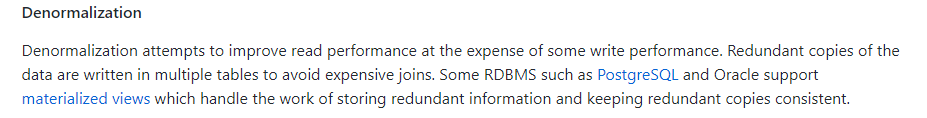 Denormalization
Denormalization attempts to improve read performance at the expense of some write performance. Redundant copies of the
data are written in multiple tables to avoid expensive joins. Some RDBMS such as PostgreSQL and Oracle support
materialized views which handle the work of storing redundant information and keeping redundant copies consistent.